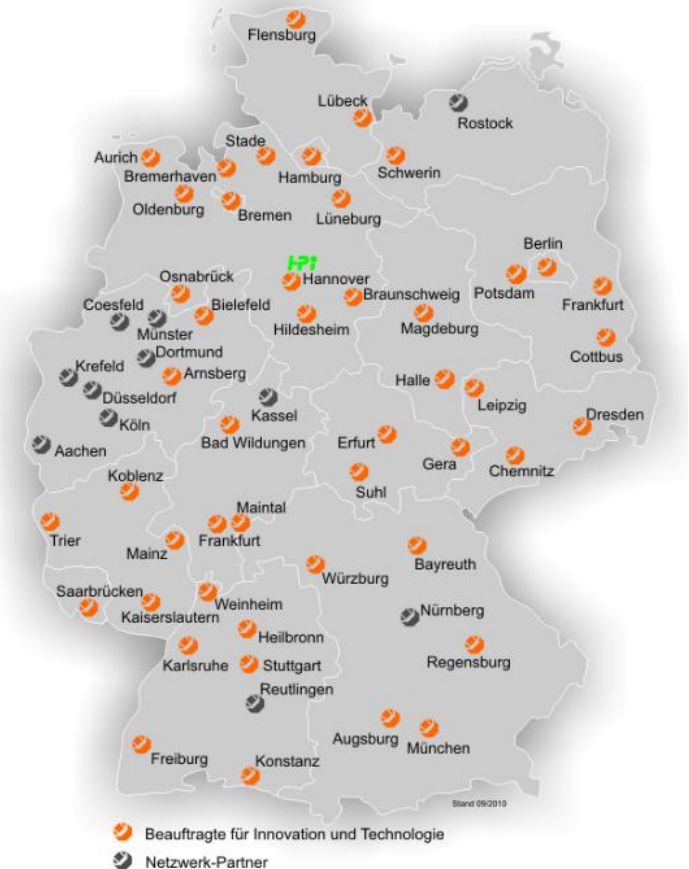 Flensburg
Lübeck
Rostock
Stade
Aurich
Bremerhaven
Hamburg
Schwerin
Oldenburg
Bremen
Lüneburg
Berlin
HPi
Hannover
Osnabrück
Potsdam
Braunschweig
Frankfurt
Coesfeld
Bielefeld
Münster
Hildesheim
Magdeburg
Cottbus
Dortmund
Krefeld
Arnsberg
Halle
Düsseldorf
Leipzig
Kassel
Dresden
Köln
Bad Wildungen
Erfurt
Aachen
Gera
Chemnitz
Koblenz
Suhl
Maintal
Trier
Mainz
Frankfurt
Bayreuth
Würzburg
Saarbrücken
Weinheim
Kaiserslautern
Nürnberg
Heilbronn
Karlsruhe
Stuttgart
Regensburg
Reutlingen
Augsburg
München
Freiburg
Konstanz
Stand 09/2010
Beauftragte für Innovation und Technologie
Netzwerk-Partner